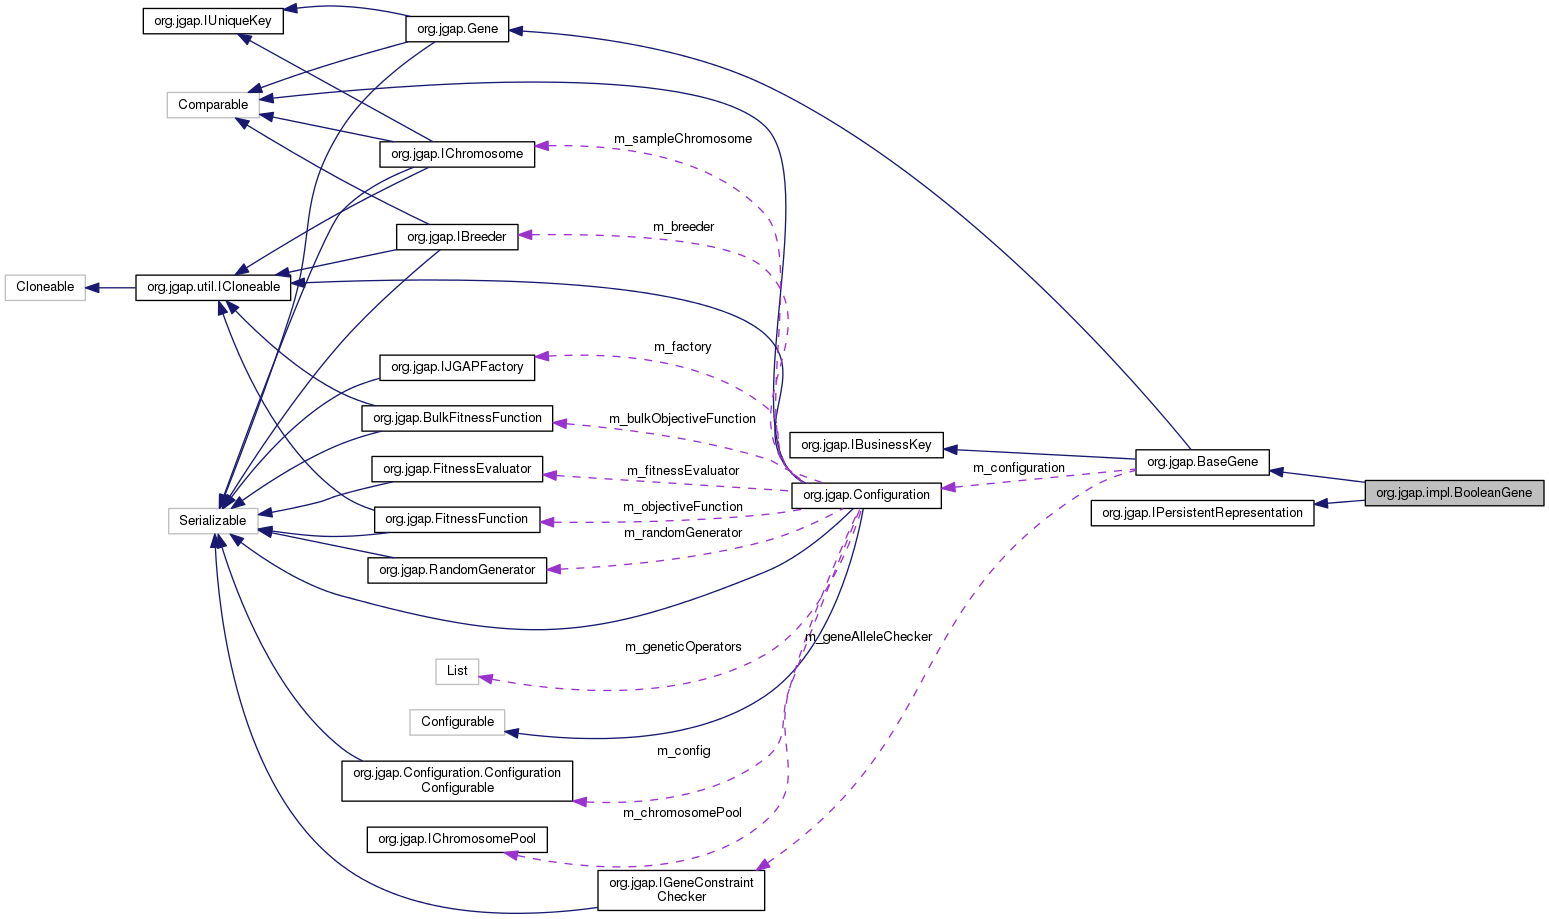 org.jgap.IUniqueKey
org.jgap.Gene
Comparable
m_sampleChromosome
org.jgap.IChromosome
m_breeder
org.jgap.IBreeder
Cloneable
org.jgap.util.ICloneable
m_factory
org.jgap.IJGAPFactory
m_bulkObjectiveFunction
org.jgap.BulkFitnessFunction
org.jgap.IBusinessKey
m_configuration
org.jgap.BaseGene
m_fitnessEvaluator
org.jgap.FitnessEvaluator
org.jgap.Configuration
org.jgap.impl.BooleanGene
m_objectiveFunction
org.jgap.IPersistentRepresentation
Serializable
org.jgap.FitnessFunction
m_randomGenerator
org.jgap.RandomGenerator
m_geneAlleleChecker
m_geneticOperators
List
Configurable
m_config
org.jgap.Configuration.Configuration
Configurable
m_chromosomePool
org.jgap.IChromosomePool
org.jgap.IGeneConstraint
Checker